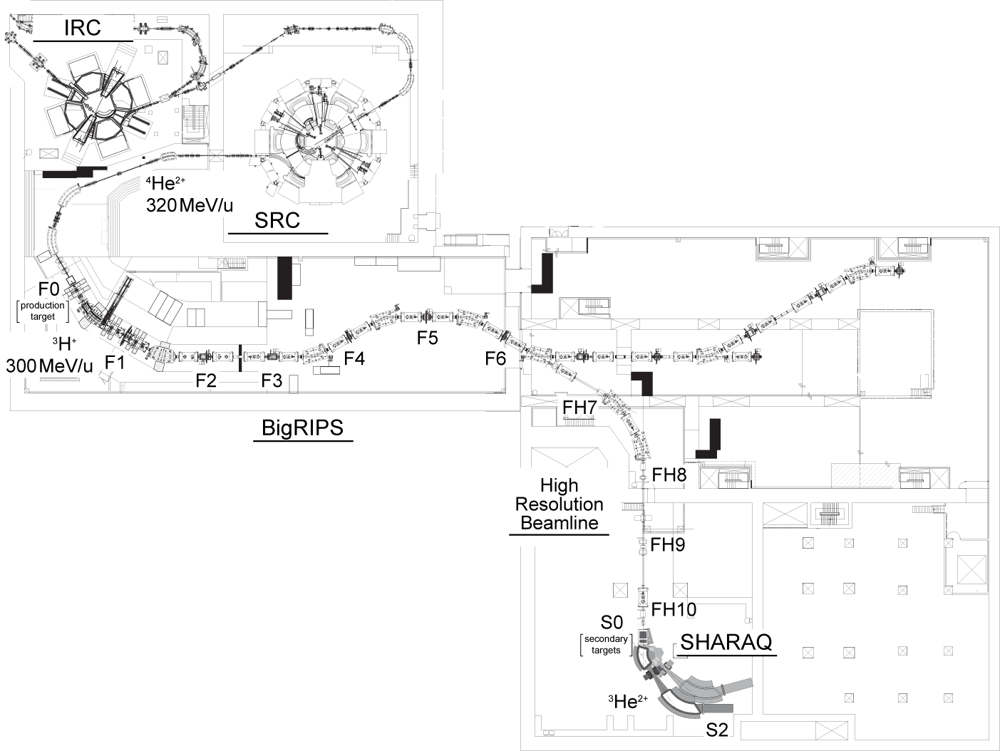 IRC
⁴He²⁺
320 MeV/u
SRC
F0
[production
target]
³H⁺
300 MeV/u
F1
F2
F3
F4
F5
F6
BigRIPS
FH7
FH8
High
Resolution
Beamline
FH9
FH10
S0
[secondary
targets]
SHARAQ
³He²⁺
S2